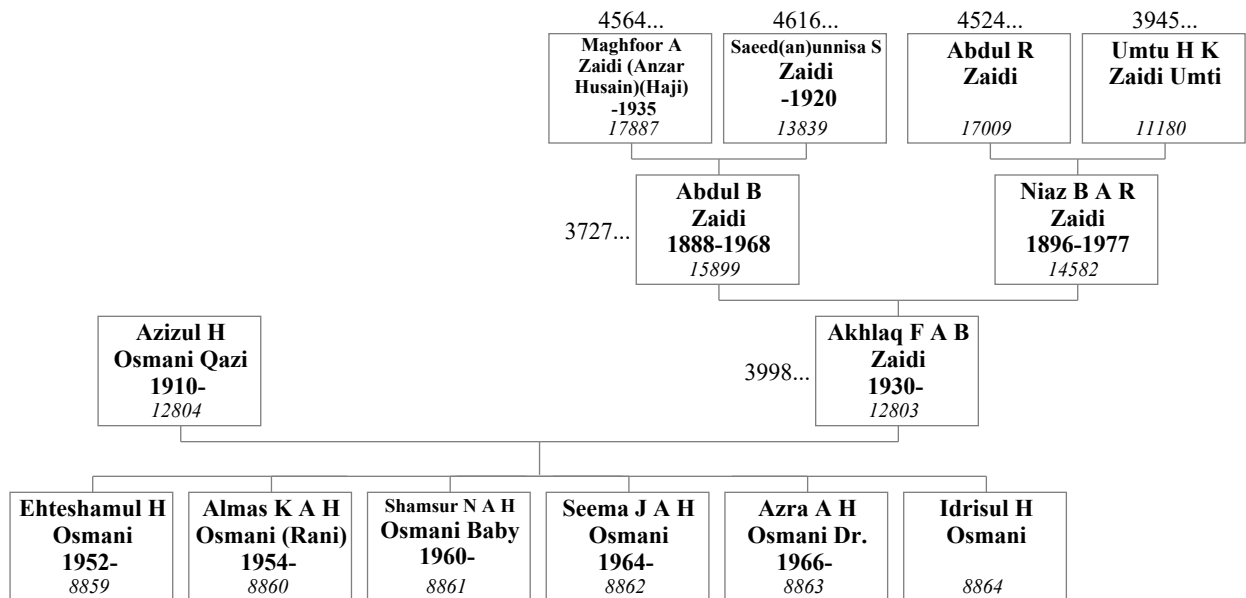 4564...
4616...
4524...
3945...
Maghfoor A
Zaidi (Anzar
Husain)(Haji)
-1935
17887
Saeed(an)unnisa S
Zaidi
-1920
13839
Abdul R
Zaidi
17009
Umtu H K
Zaidi Umti
11180
3727...
Abdul B
Zaidi
1888-1968
15899
Niaz B A R
Zaidi
1896-1977
14582
Azizul H
Osmani Qazi
1910-
12804
3998...
Akhlaq F A B
Zaidi
1930-
12803
Ehteshamul H
Osmani
1952-
8859
Almas K A H
Osmani (Rani)
1954-
8860
Shamsur N A H
Osmani Baby
1960-
8861
Seema J A H
Osmani
1964-
8862
Azra A H
Osmani Dr.
1966-
8863
Idrisul H
Osmani
8864